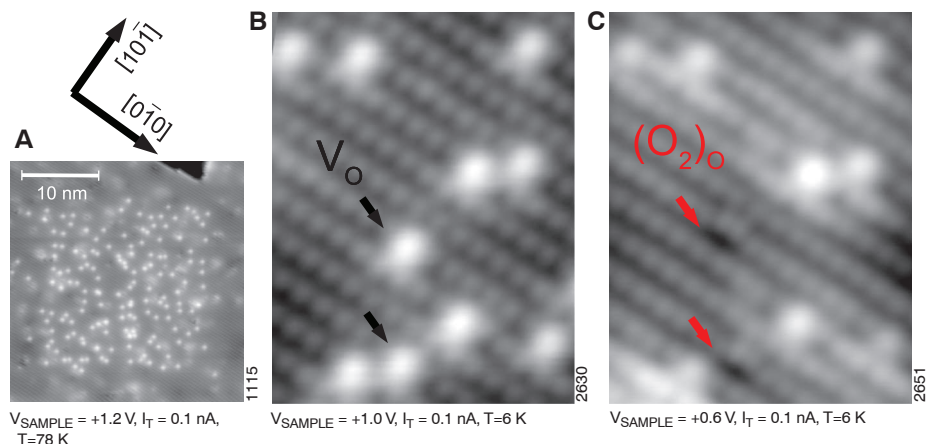 [101̄]
[01̄0]
A
10 nm
1115
V_SAMPLE = +1.2 V, I_T = 0.1 nA,
T=78 K
B
V_O
2630
V_SAMPLE = +1.0 V, I_T = 0.1 nA, T=6 K
C
(O_2)_O
2651
V_SAMPLE = +0.6 V, I_T = 0.1 nA, T=6 K